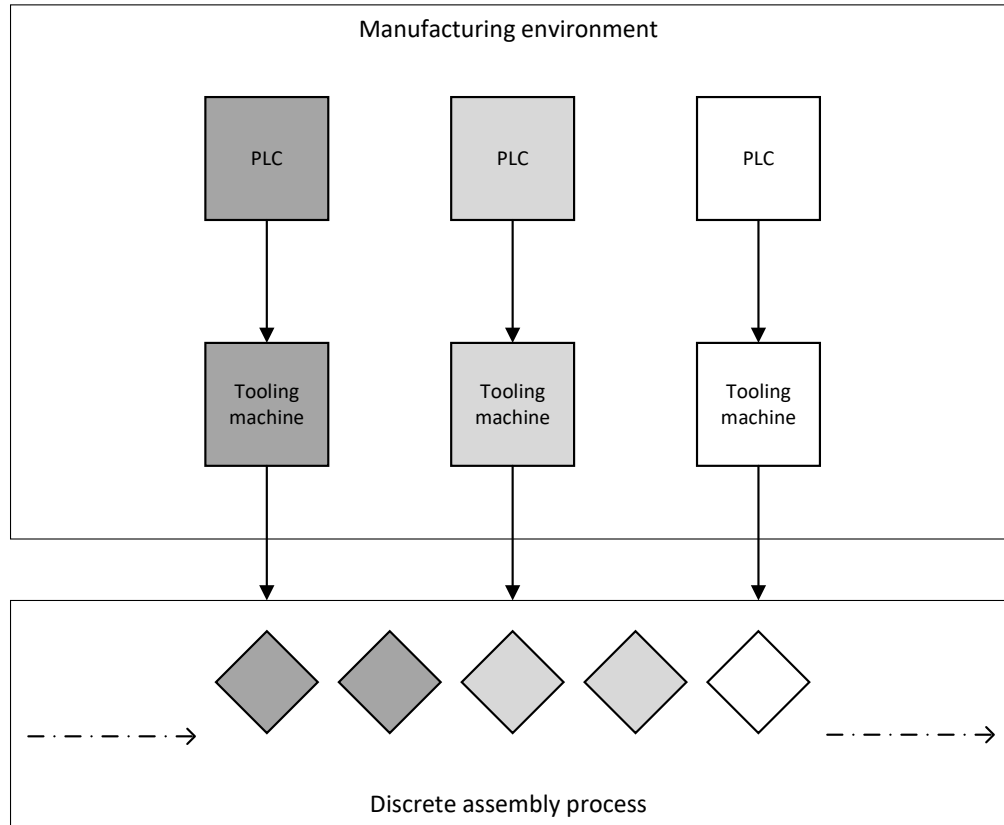 Manufacturing environment
PLC
PLC
PLC
Tooling
machine
Tooling
machine
Tooling
machine
Discrete assembly process